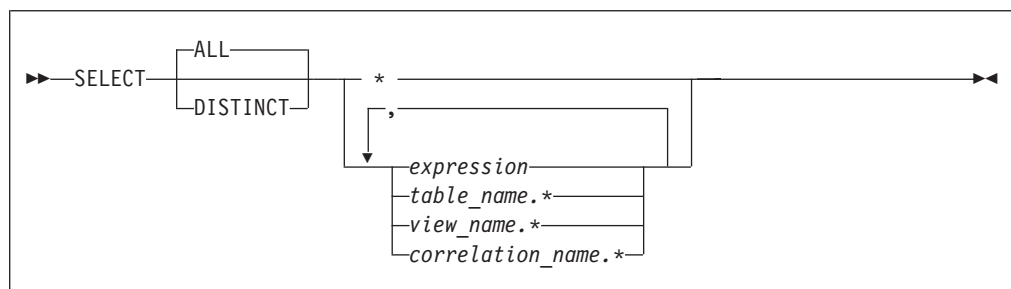 ALL
SELECT *
DISTINCT ,
expression
table_name.*
view_name.*
correlation_name.*